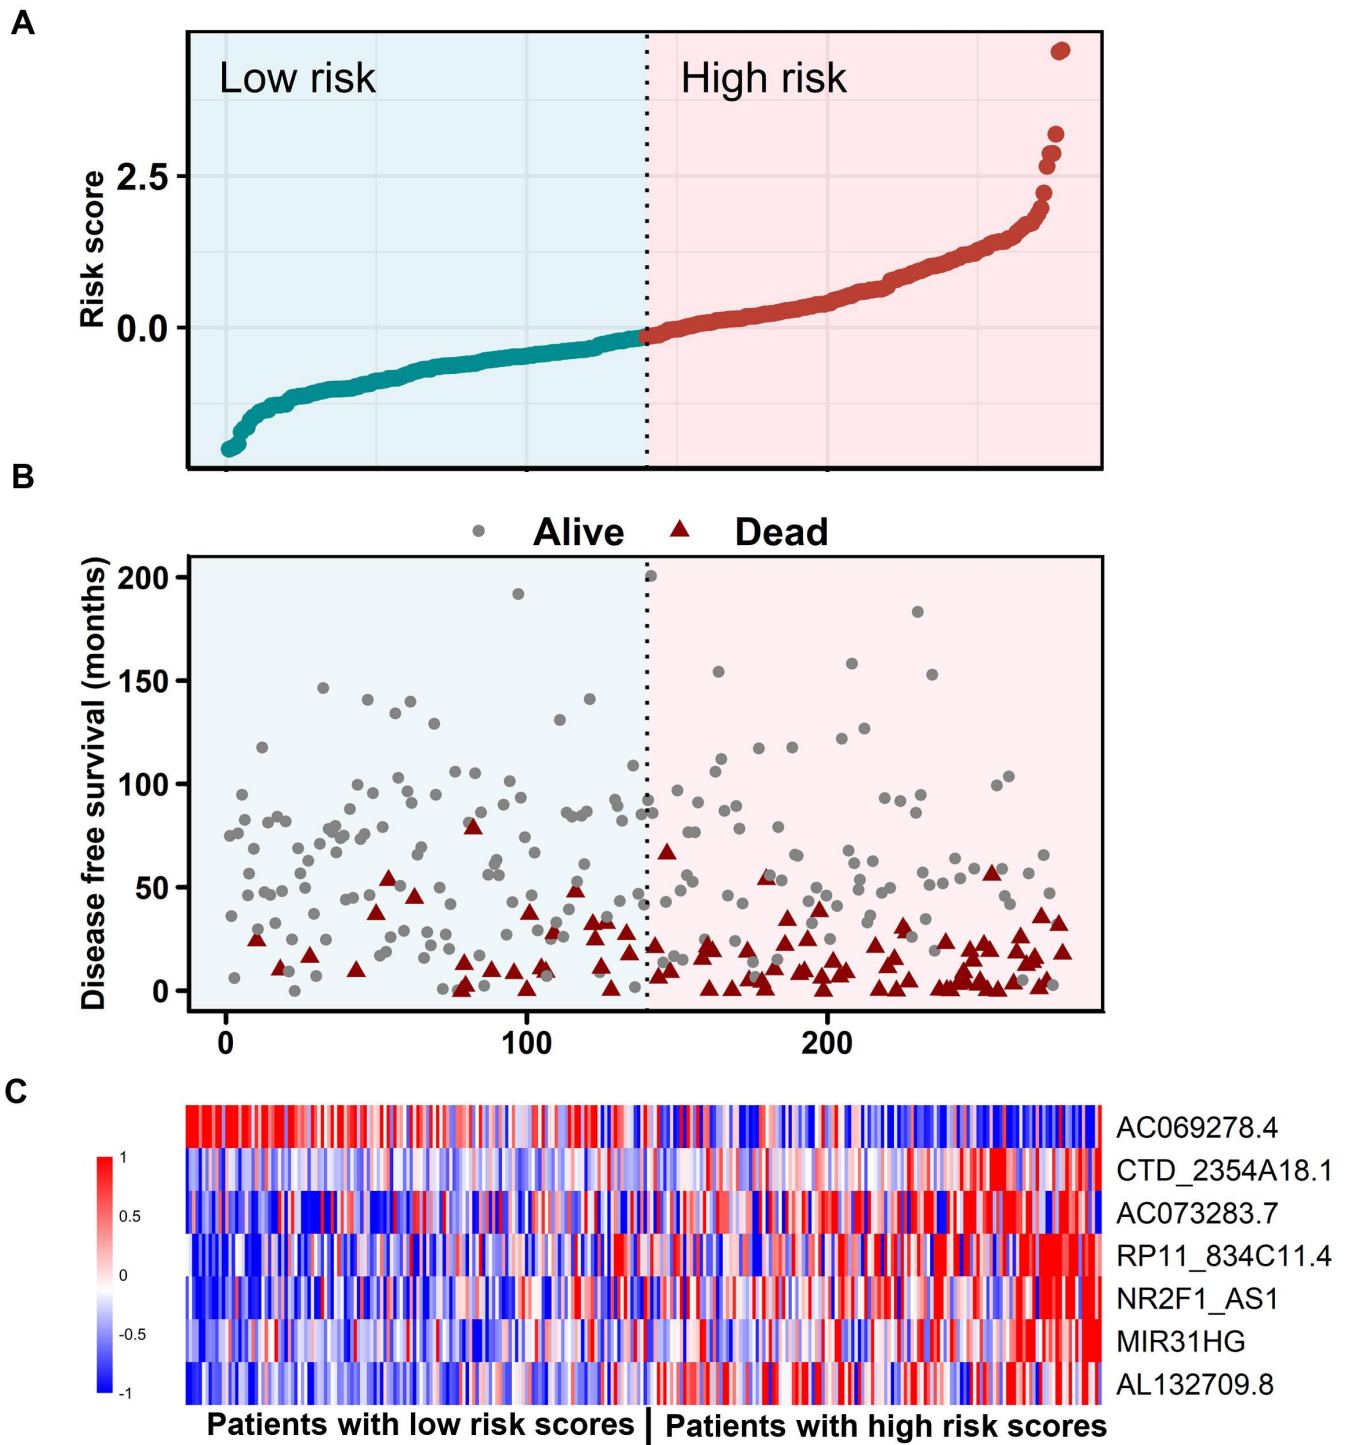 A
Low risk
High risk
Risk score
2.5
0.0
B
Alive
Dead
Disease free survival (months)
200
150
100
50
0
0
100
200
C
1
0.5
0
-0.5
-1
AC069278.4
CTD_2354A18.1
AC073283.7
RP11_834C11.4
NR2F1_AS1
MIR31HG
AL132709.8
Patients with low risk scores
Patients with high risk scores